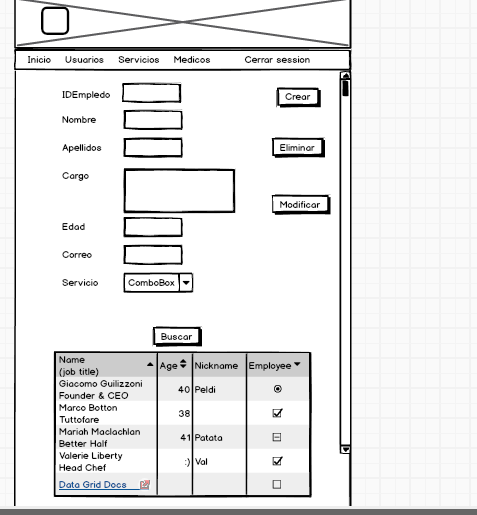 Inicio Usuarios Servicios Medicos Cerrar session
IDEmpledo Crear
Nombre
Apellidos Eliminar
Cargo
Modificar
Edad
Correo
Servicio ComboBox
Buscar
Name
(job title) Age Nickname Employee
Giacomo Guilizzoni
Founder & CEO 40 Peldi
Marco Botton
Tuttofare 38
Mariah Maclachlan
Better Half 41 Patata
Valerie Liberty
Head Chef :) Val
Data Grid Docs